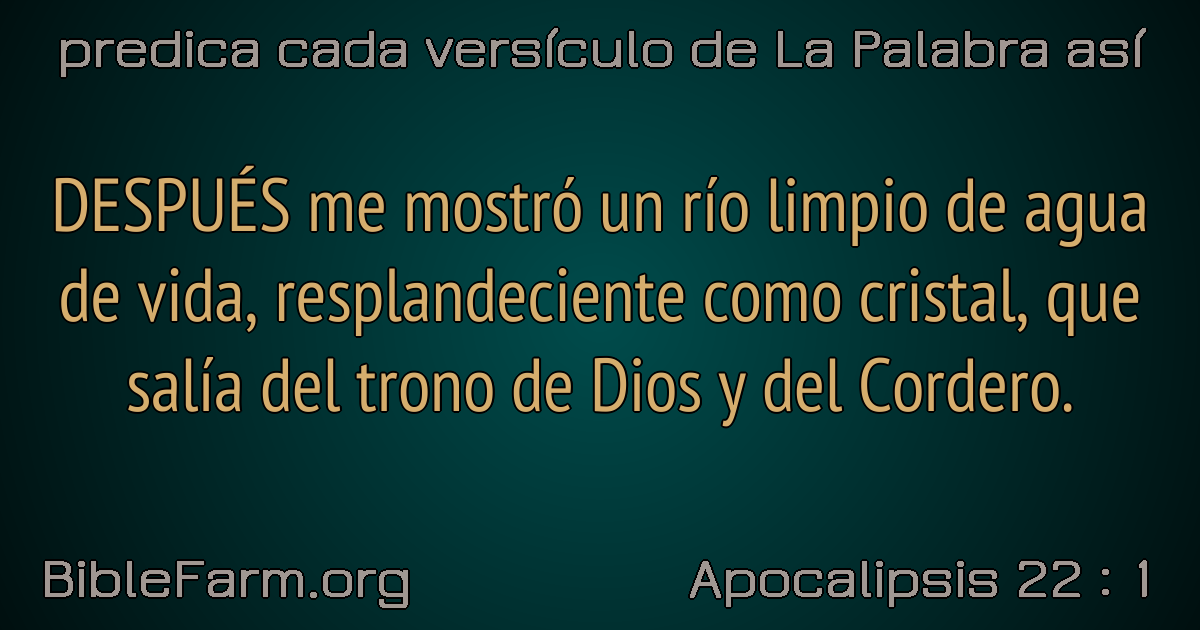 predica cada versículo de La Palabra así
DESPUÉS me mostró un río limpio de agua
de vida, resplandeciente como cristal, que
salía del trono de Dios y del Cordero.
BibleFarm.org
Apocalipsis 22 : 1